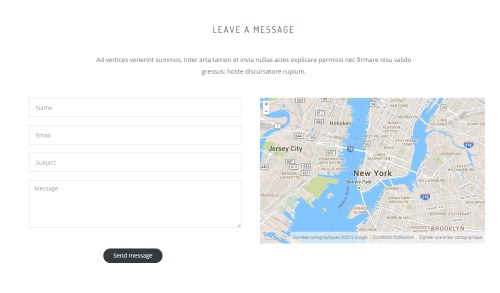 LEAVE A MESSAGE
Ad vertices venerint summos, inter arta tamen et invia nullas acies explicare permissi nec firmare nisu valido
gressus: hoste discursatore rupium,
Name
Email
Subject
Message
Send message
Hoboken
Jersey City
New York
Battery Park
BROOKLYN
Données cartographiques ©2015 Google
Conditions d'utilisation
Signaler une erreur cartographique